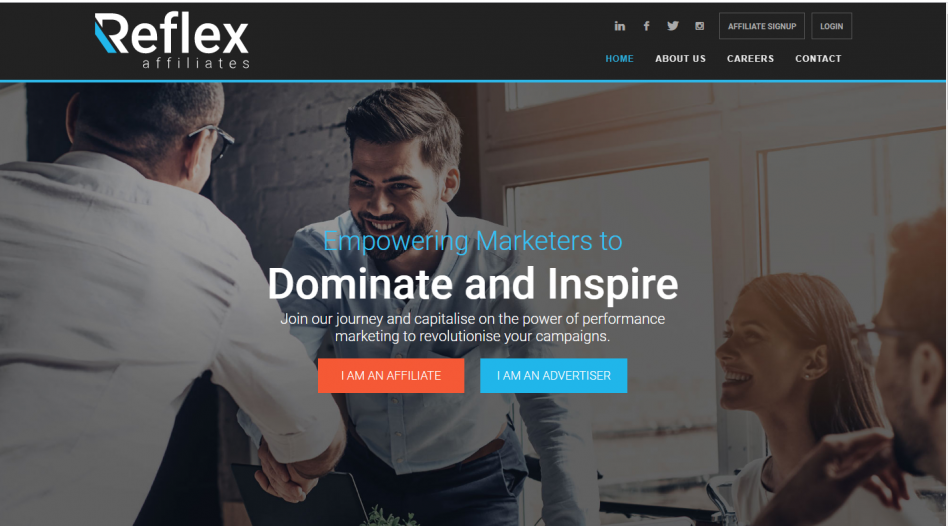 Reflex
affiliates
in f AFFILIATE SIGNUP LOGIN
HOME ABOUT US CAREERS CONTACT
Empowering Marketers to
Dominate and Inspire
Join our journey and capitalise on the power of performance
marketing to revolutionise your campaigns.
I AM AN AFFILIATE I AM AN ADVERTISER